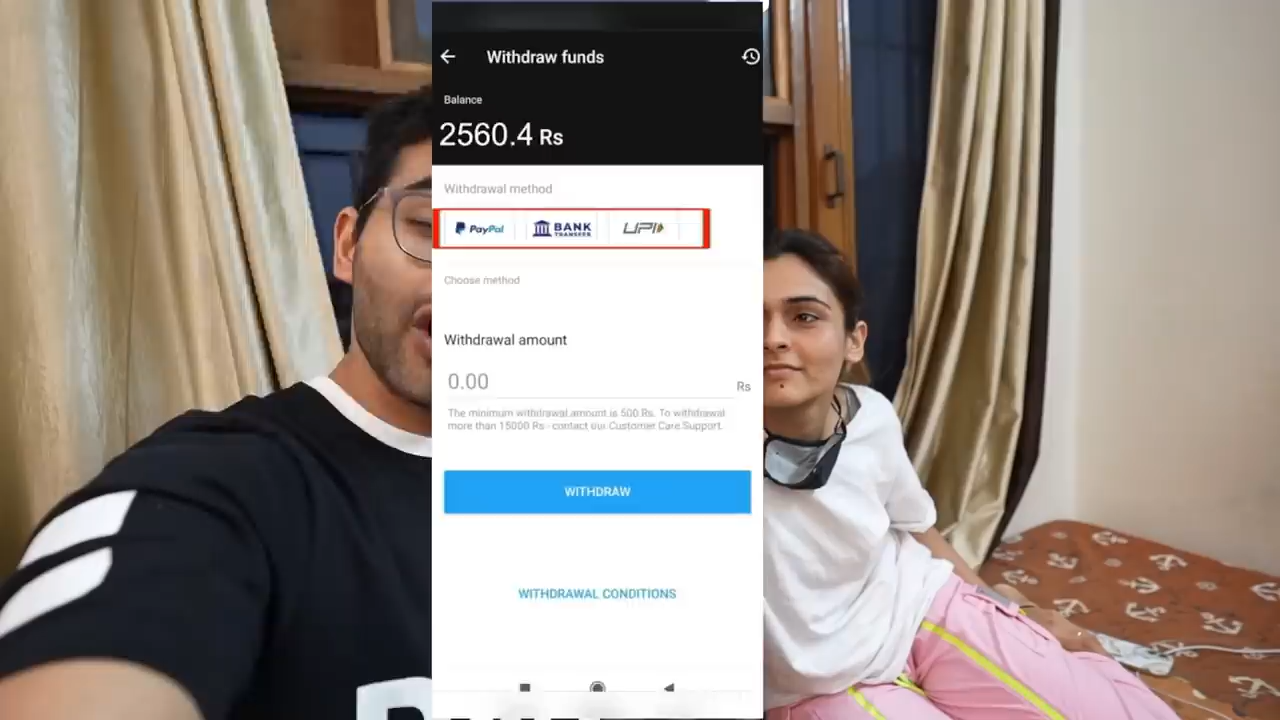 Withdraw funds
Balance
2560.4 Rs
Withdrawal method
PayPal
BANK
TRANSFER
UPI
Choose method
Withdrawal amount
0.00
Rs
The minimum withdrawal amount is 500 Rs. To withdrawal
more than 15000 Rs - contact our Customer Care Support.
WITHDRAW
WITHDRAWAL CONDITIONS